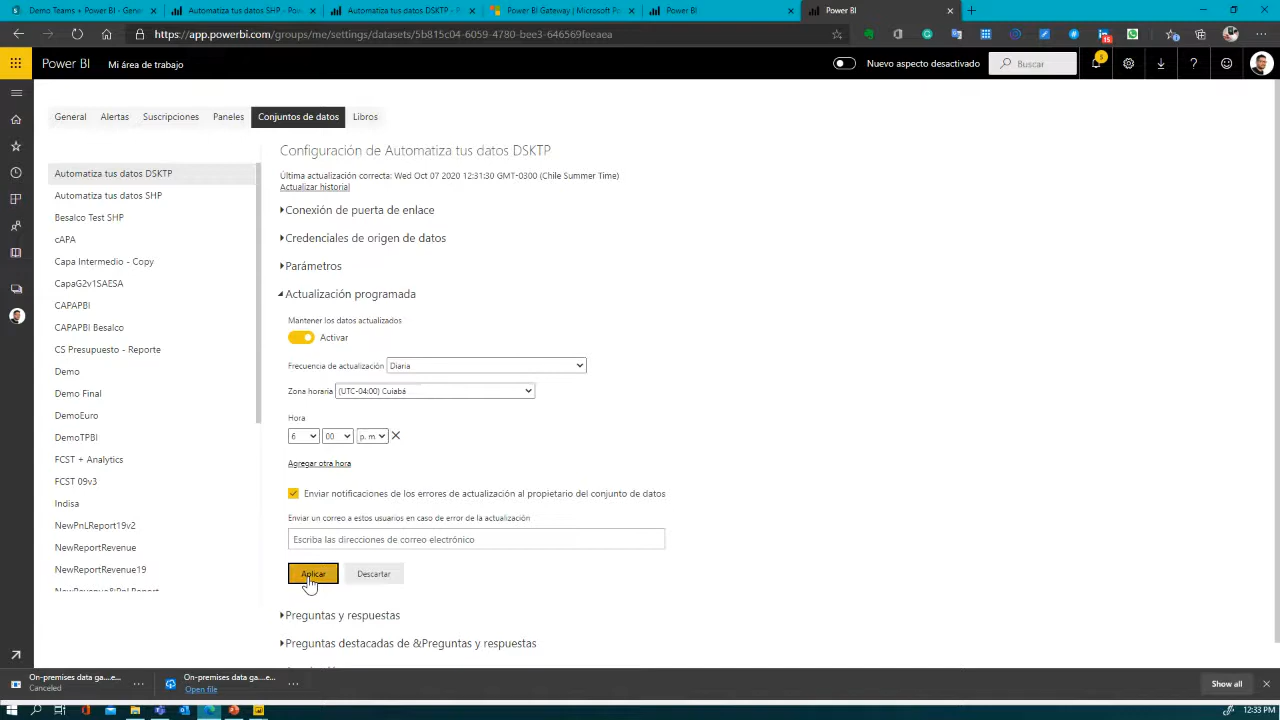 Demo Teams + Power BI - Gener
Automatiza tus datos SHP - Power
Automatiza tus datos DSKTP - P
Power BI Gateway | Microsoft Po
Power BI
Power BI
https://app.powerbi.com/groups/me/settings/datasets/5b815c04-6059-4780-bee3-646569feeaea
15
Power BI
Mi área de trabajo
Nuevo aspecto desactivado
Buscar
5
General
Alertas
Suscripciones
Paneles
Conjuntos de datos
Libros
Automatiza tus datos DSKTP
Automatiza tus datos SHP
Besalco Test SHP
cAPA
Capa Intermedio - Copy
CapaG2v1SAESA
CAPAPBI
CAPAPBI Besalco
CS Presupuesto - Reporte
Demo
Demo Final
DemoEuro
DemoTPBI
FCST + Analytics
FCST 09v3
Indisa
NewPnLReport19v2
NewReportRevenue
NewReportRevenue19
NewRevenue&PnLReport
Configuración de Automatiza tus datos DSKTP
Última actualización correcta: Wed Oct 07 2020 12:31:30 GMT-0300 (Chile Summer Time)
Actualizar historial
Conexión de puerta de enlace
Credenciales de origen de datos
Parámetros
Actualización programada
Mantener los datos actualizados
Activar
Frecuencia de actualización Diaria
Zona horaria (UTC-04:00) Cuiabá
Hora
6 00 p. m.
Agregar otra hora
Enviar notificaciones de los errores de actualización al propietario del conjunto de datos
Enviar un correo a estos usuarios en caso de error de la actualización
Escriba las direcciones de correo electrónico
Aplicar
Descartar
Preguntas y respuestas
Preguntas destacadas de &Preguntas y respuestas
On-premises data ga....e...
Canceled
On-premises data ga....e...
Open file
Show all
12:33 PM